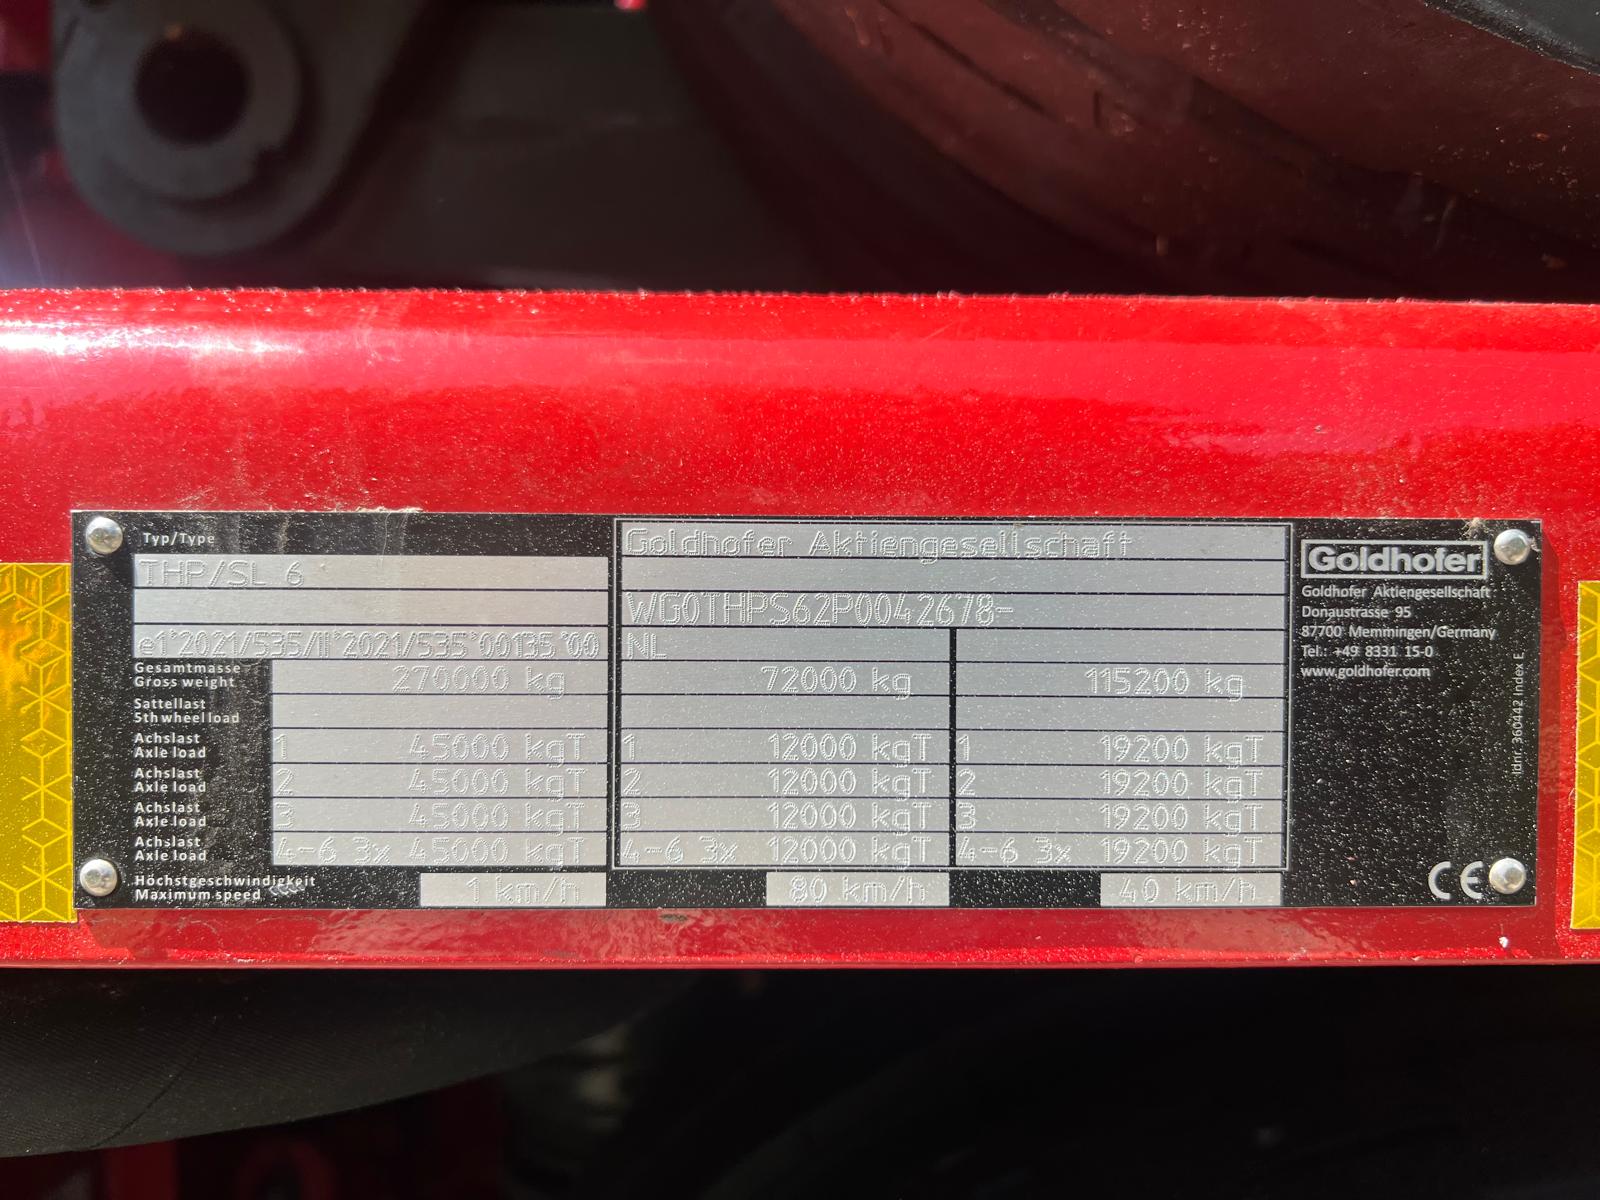 Typ/Type
THP/SL 6
e1*2021/535/II*2021/535*00135*00
Goldhofer Aktiengesellschaft
WG0THPS62P0042678-
NL
Gesamtmasse
Gross weight 270000 kg 72000 kg 115200 kg
Sattellast
5th wheel load
Achslast
Axle load 1 45000 kgT 1 12000 kgT 1 19200 kgT
Achslast
Axle load 2 45000 kgT 2 12000 kgT 2 19200 kgT
Achslast
Axle load 3 45000 kgT 3 12000 kgT 3 19200 kgT
Achslast
Axle load 4-6 3x 45000 kgT 4-6 3x 12000 kgT 4-6 3x 19200 kgT
Höchstgeschwindigkeit
Maximum speed 1 km/h 80 km/h 40 km/h
Goldhofer
Goldhofer Aktiengesellschaft
Donaustrasse 95
87700 Memmingen/Germany
Tel.: +49 8331 15-0
www.goldhofer.com
Idnr. 360442 Index E
CE